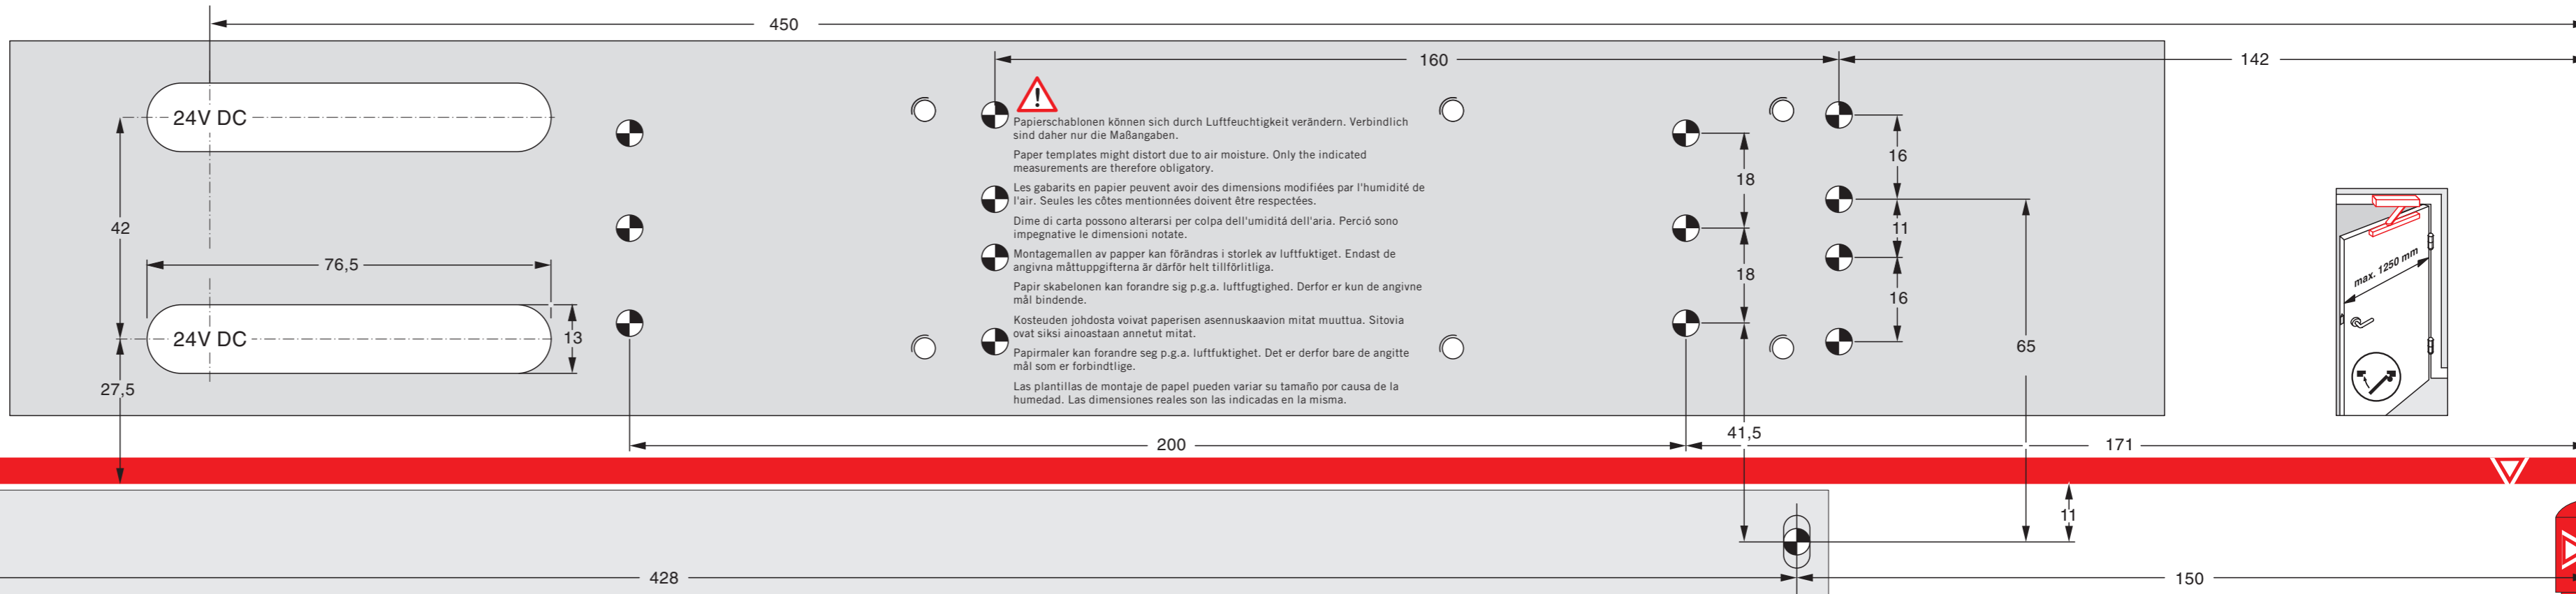 450
160
142
24V DC
Papierschablonen können sich durch Luftfeuchtigkeit verändern. Verbindlich
sind daher nur die Maßangaben.
Paper templates might distort due to air moisture. Only the indicated
measurements are therefore obligatory.
Les gabarits en papier peuvent avoir des dimensions modifiées par l'humidité de
l'air. Seules les côtes mentionnées doivent être respectées.
Dime di carta possono alterarsi per colpa dell'umiditá dell'aria. Perció sono
impegnative le dimensioni notate.
Montagemallen av papper kan förändras i storlek av luftfuktiget. Endast de
angivna måttuppgifterna är därför helt tillförlitliga.
Papir skabelonen kan forandre sig p.g.a. luftfugtighed. Derfor er kun de angivne
mål bindende.
Kosteuden johdosta voivat paperisen asennuskaavion mitat muuttua. Sitovia
ovat siksi ainoastaan annetut mitat.
Papirmaler kan forandre seg p.g.a. luftfuktighet. Det er derfor bare de angitte
mål som er forbindtlige.
Las plantillas de montaje de papel pueden variar su tamaño por causa de la
humedad. Las dimensiones reales son las indicadas en la misma.
16
18
42
11
76,5
max. 1250 mm
18
16
24V DC
13
65
27,5
41,5
200
171
11
428
150